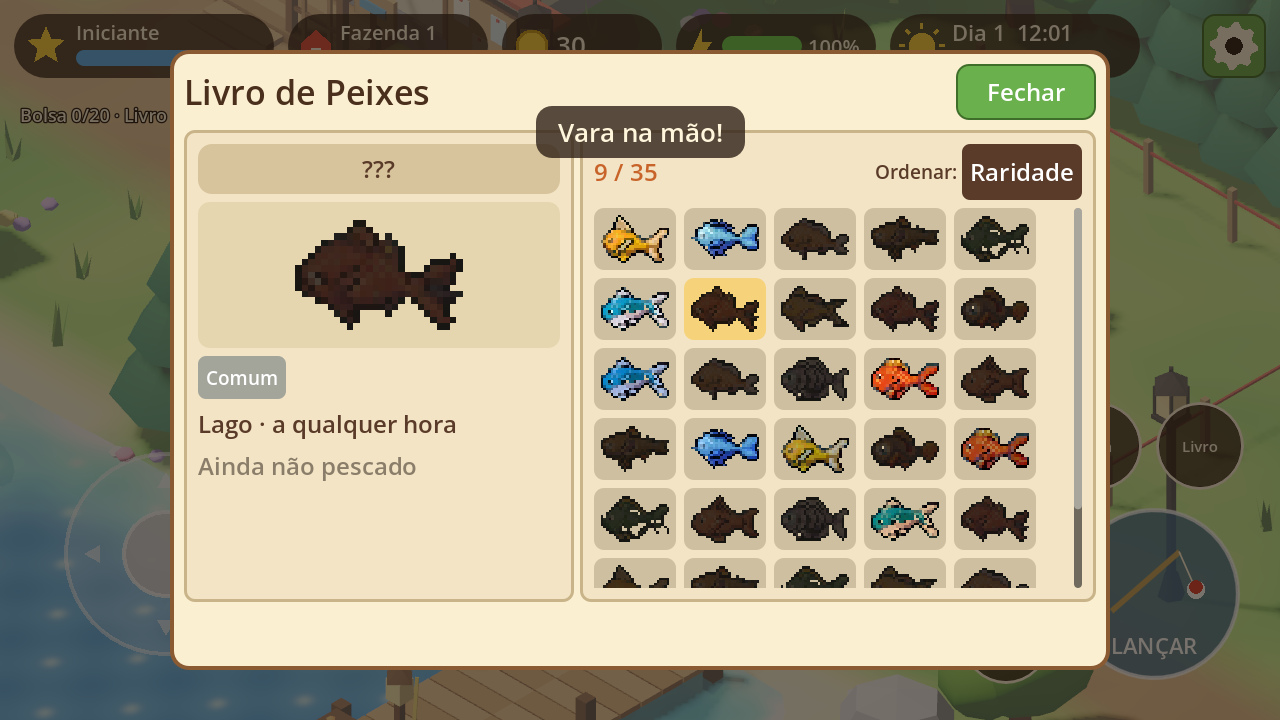 Iniciante
Fazenda 1
30
100%
Dia 1 12:01
Bolsa 0/20 · Livro
Livro de Peixes
Fechar
Vara na mão!
???
9 / 35
Ordenar:
Raridade
Comum
Lago · a qualquer hora
Ainda não pescado
Livro
LANÇAR